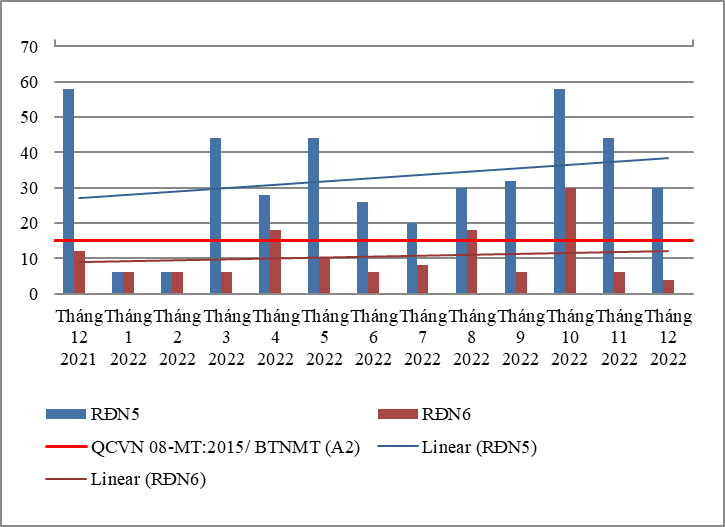 70
60
50
40
30
20
10
0
Tháng Tháng Tháng Tháng Tháng Tháng Tháng Tháng Tháng Tháng Tháng Tháng Tháng
12 1 2 3 4 5 6 7 8 9 10 11 12
2021 2022 2022 2022 2022 2022 2022 2022 2022 2022 2022 2022 2022
RĐN5 RĐN6
QCVN 08-MT:2015/ BTNMT (A2) Linear (RĐN5)
Linear (RĐN6)